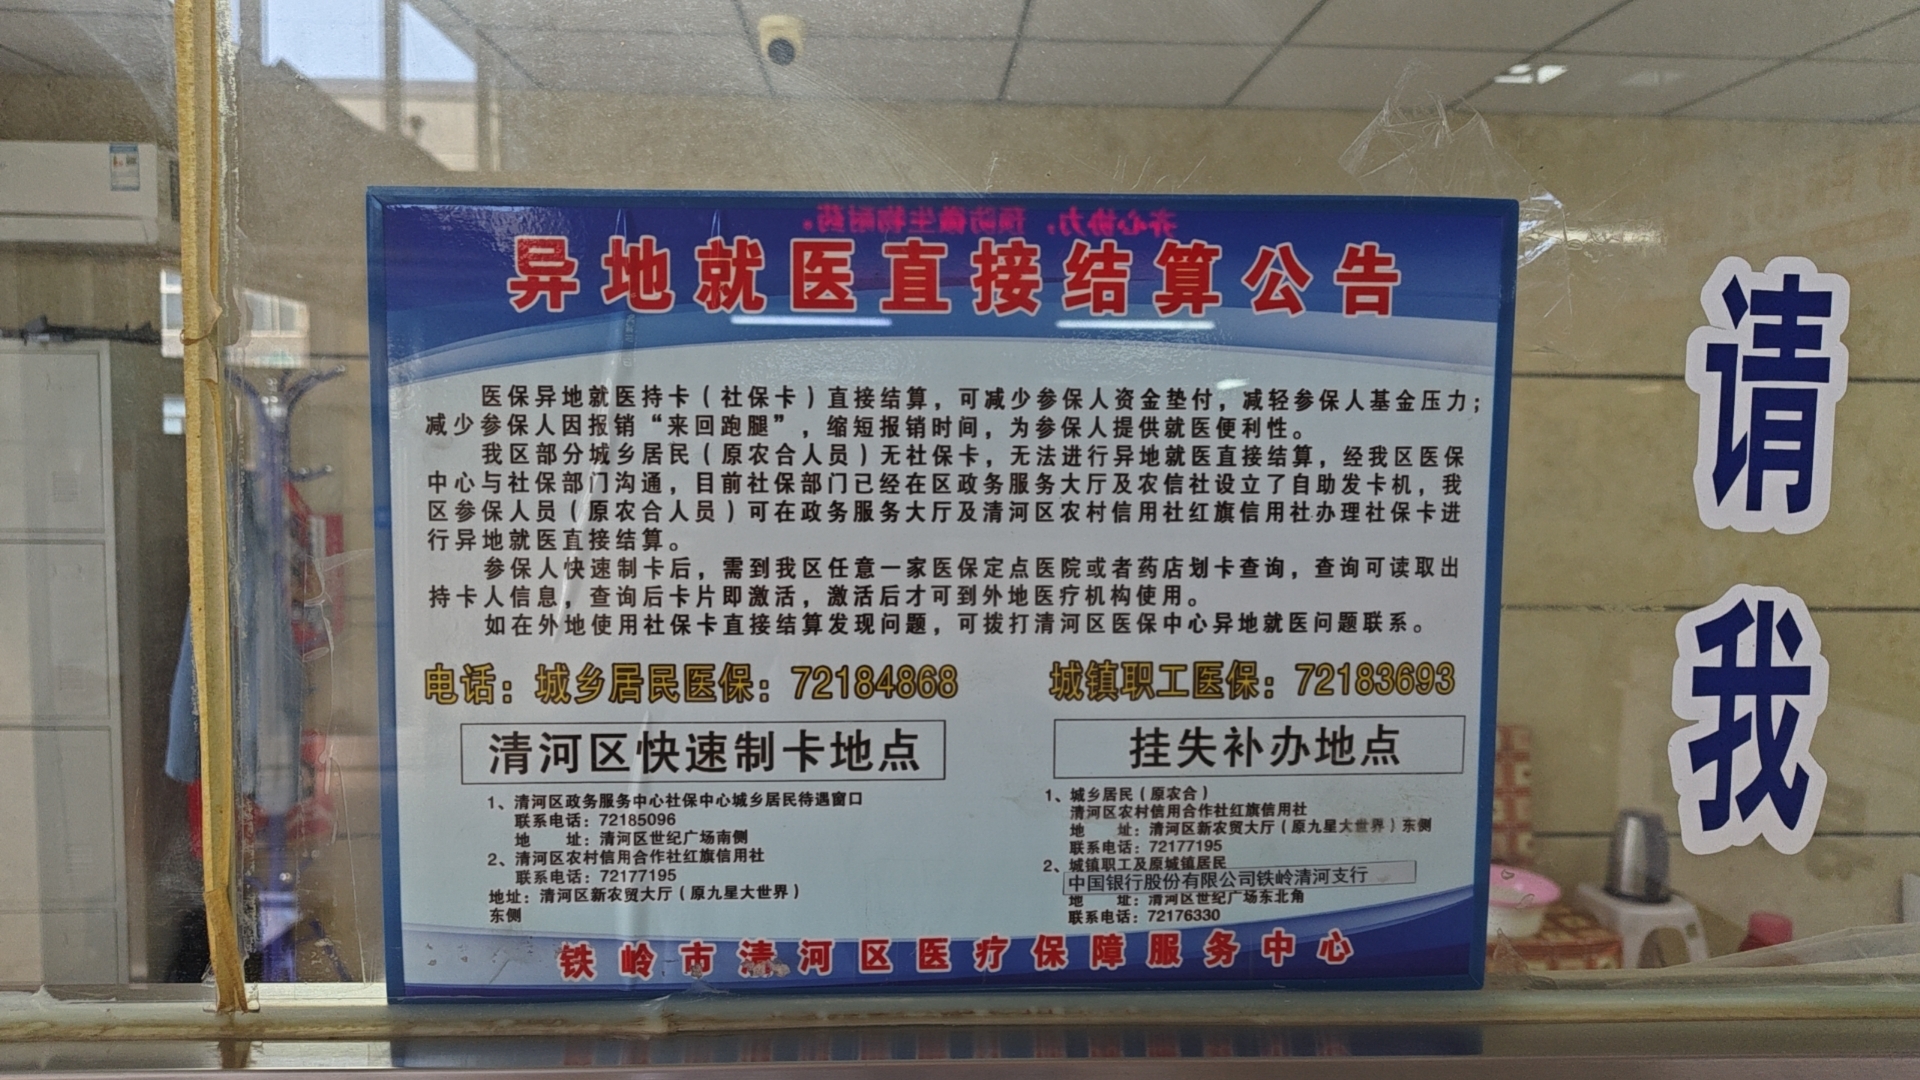 齐心协力，预防微生物耐药。
异地就医直接结算公告
医保异地就医持卡（社保卡）直接结算，可减少参保人资金垫付，减轻参保人基金压力；
减少参保人因报销“来回跑腿”，缩短报销时间，为参保人提供就医便利性。
我区部分城乡居民（原农合人员）无社保卡，无法进行异地就医直接结算，经我区医保
中心与社保部门沟通，目前社保部门已经在区政务服务大厅及农信社设立了自助发卡机，我
区参保人员（原农合人员）可在政务服务大厅及清河区农村信用社红旗信用社办理社保卡进
行异地就医直接结算。
参保人快速制卡后，需到我区任意一家医保定点医院或者药店划卡查询，查询可读取出
持卡人信息，查询后卡片即激活，激活后才可到外地医疗机构使用。
如在外地使用社保卡直接结算发现问题，可拨打清河区医保中心异地就医问题联系。
电话：城乡居民医保：72184868
城镇职工医保：72183693
清河区快速制卡地点
1、清河区政务服务中心社保中心城乡居民待遇窗口
联系电话：72185096
地　　址：清河区世纪广场南侧
2、清河区农村信用合作社红旗信用社
联系电话：72177195
地址：清河区新农贸大厅（原九星大世界）
东侧
挂失补办地点
1、城乡居民（原农合）
清河区农村信用合作社红旗信用社
地　　址：清河区新农贸大厅（原九星大世界）东侧
联系电话：72177195
2、城镇职工及原城镇居民
中国银行股份有限公司铁岭清河支行
地　　址：清河区世纪广场东北角
联系电话：72176330
铁岭市清河区医疗保障服务中心
请
我